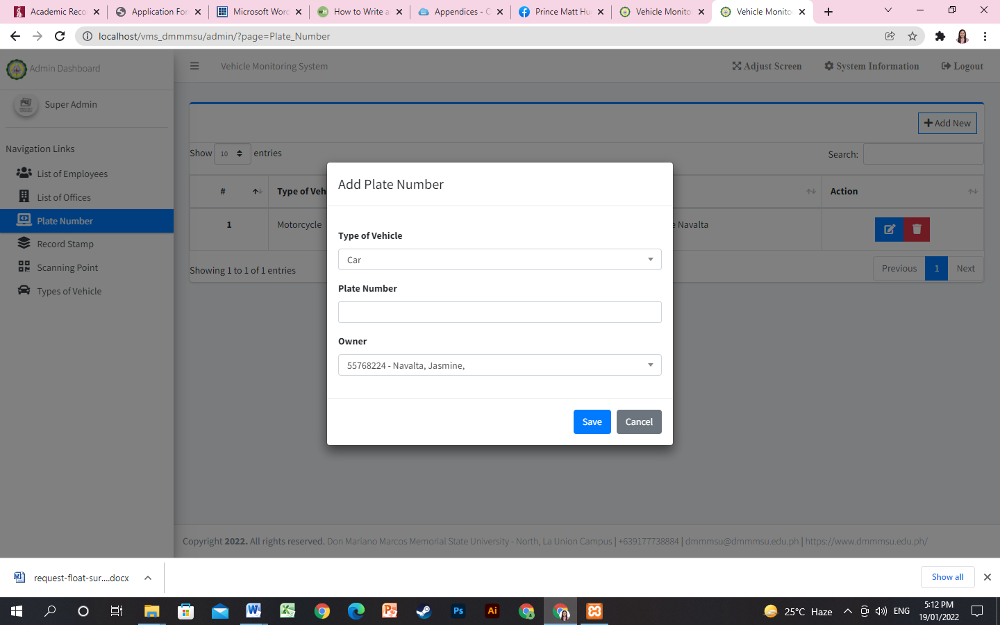 Academic Reco
Application For
Microsoft Word
How to Write a
Appendices - C
Prince Matt Hu
Vehicle Monito
Vehicle Monito
localhost/vms_dmmmsu/admin/?page=Plate_Number
Admin Dashboard
Vehicle Monitoring System
Adjust Screen
System Information
Logout
Super Admin
Navigation Links
List of Employees
List of Offices
Plate Number
Record Stamp
Scanning Point
Types of Vehicle
Add New
Show 10 entries
Search:
# Type of Veh Action
1 Motorcycle e Navalta
Showing 1 to 1 of 1 entries
Previous 1 Next
Add Plate Number
Type of Vehicle
Car
Plate Number
Owner
55768224 - Navalta, Jasmine,
Save Cancel
Copyright 2022. All rights reserved. Don Mariano Marcos Memorial State University - North, La Union Campus | +639177738884 | dmmmsu@dmmmsu.edu.ph | https://www.dmmmsu.edu.ph/
request-float-sur....docx
Show all
Ps
Ai
25°C Haze
ENG
5:12 PM
19/01/2022